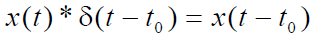 x(t) * δ(t − t₀) = x(t − t₀)